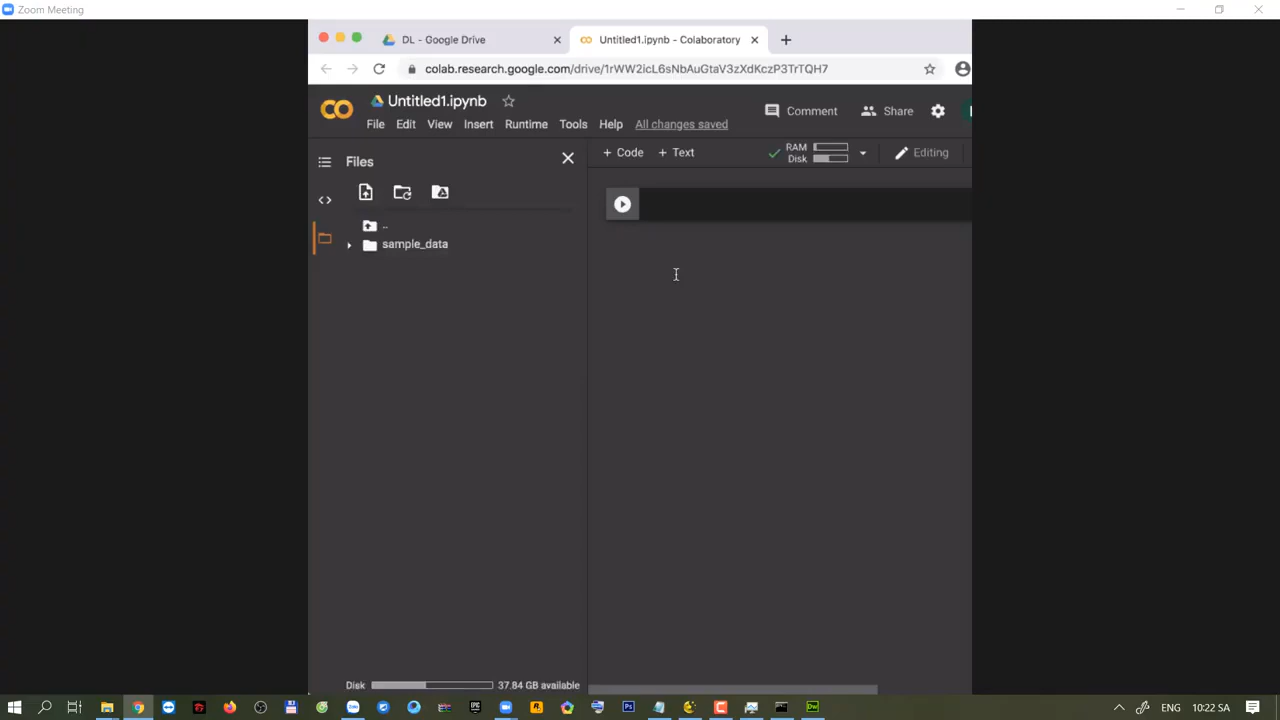 Zoom Meeting
DL - Google Drive
Untitled1.ipynb - Colaboratory
colab.research.google.com/drive/1rWW2icL6sNbAuGtaV3zXdKczP3TrTQH7
Untitled1.ipynb
Comment
Share
File Edit View Insert Runtime Tools Help All changes saved
Files
+ Code + Text
RAM
Disk
Editing
..
sample_data
Disk 37.84 GB available
ENG 10:22 SA